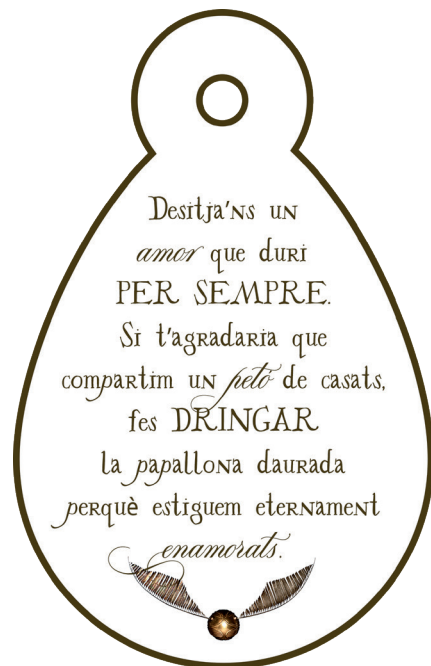 Desitja'ns un
amor que duri
PER SEMPRE.
Si t'agradaria que
compartim un petó de casats,
fes DRINGAR
la papallona daurada
perquè estiguem eternament
enamorats.